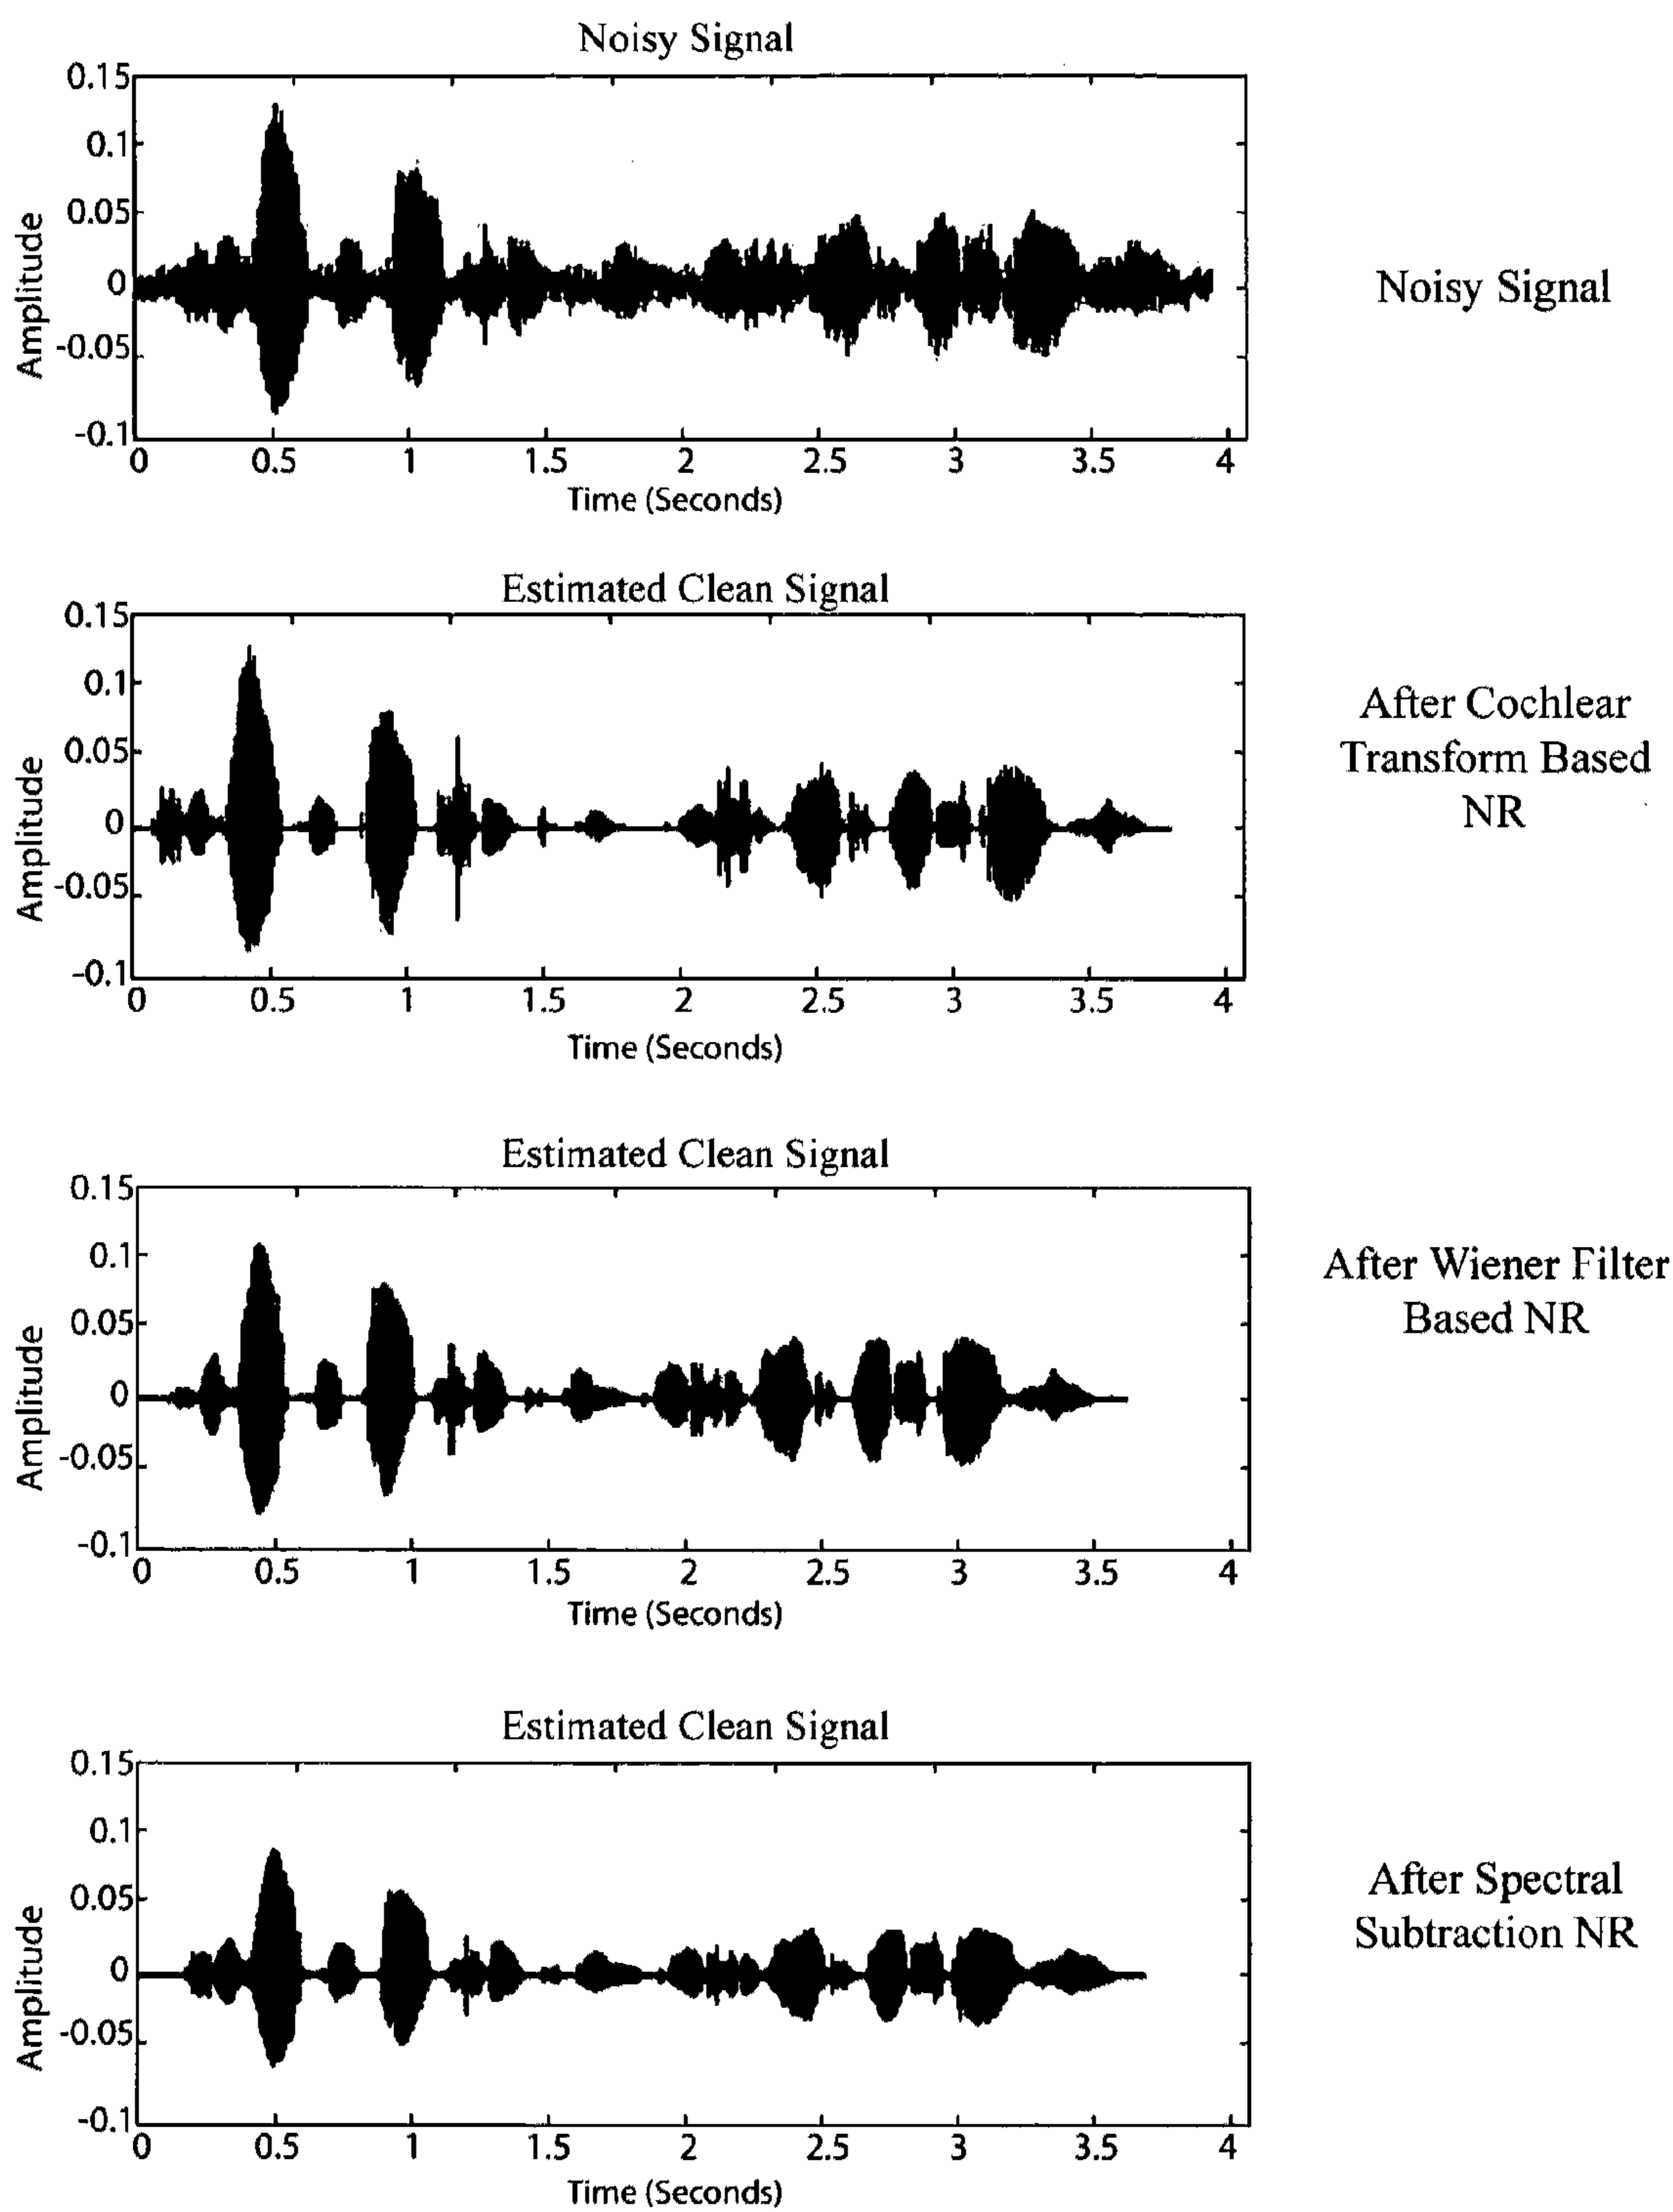 Noisy Signal
0.15
0.1
0.05
0
-0.05
-0.1
Amplitude
0 0.5 1 1.5 2 2.5 3 3.5 4
Time (Seconds)
Noisy Signal
Estimated Clean Signal
0.15
0.1
0.05
0
-0.05
-0.1
Amplitude
0 0.5 1 1.5 2 2.5 3 3.5 4
Time (Seconds)
After Cochlear
Transform Based
NR
Estimated Clean Signal
0.15
0.1
0.05
0
-0.05
-0.1
Amplitude
0 0.5 1 1.5 2 2.5 3 3.5 4
Time (Seconds)
After Wiener Filter
Based NR
Estimated Clean Signal
0.15
0.1
0.05
0
-0.05
-0.1
Amplitude
0 0.5 1 1.5 2 2.5 3 3.5 4
Time (Seconds)
After Spectral
Subtraction NR